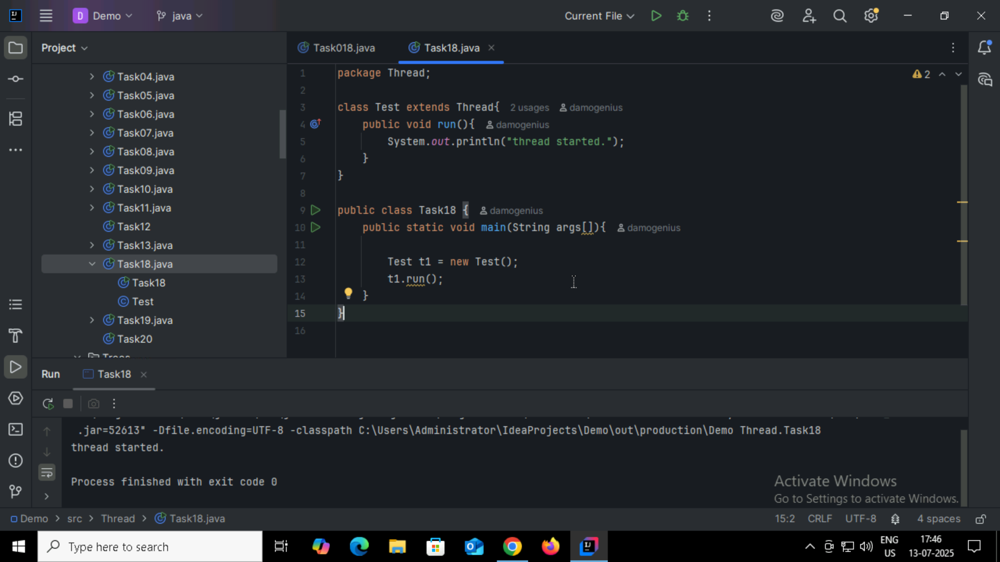 IJ
D Demo
java
Current File
Project
Task04.java
Task05.java
Task06.java
Task07.java
Task08.java
Task09.java
Task10.java
Task11.java
Task12
Task13.java
Task18.java
Task18
Test
Task19.java
Task20
Trees
Task018.java
Task18.java
2
1 package Thread;
2
3 class Test extends Thread{ 2 usages damogenius
4 public void run(){ damogenius
5 System.out.println("thread started.");
6 }
7 }
8
9 public class Task18 { damogenius
10 public static void main(String args[]){ damogenius
11
12 Test t1 = new Test();
13 t1.run();
14 }
15 }
16
Run
Task18
.jar=52613" -Dfile.encoding=UTF-8 -classpath C:\Users\Administrator\IdeaProjects\Demo\out\production\Demo Thread.Task18
thread started.
Process finished with exit code 0
Activate Windows
Go to Settings to activate Windows.
Demo > src > Thread > Task18.java
15:2 CRLF UTF-8 4 spaces
Type here to search
ENG
US
17:46
13-07-2025